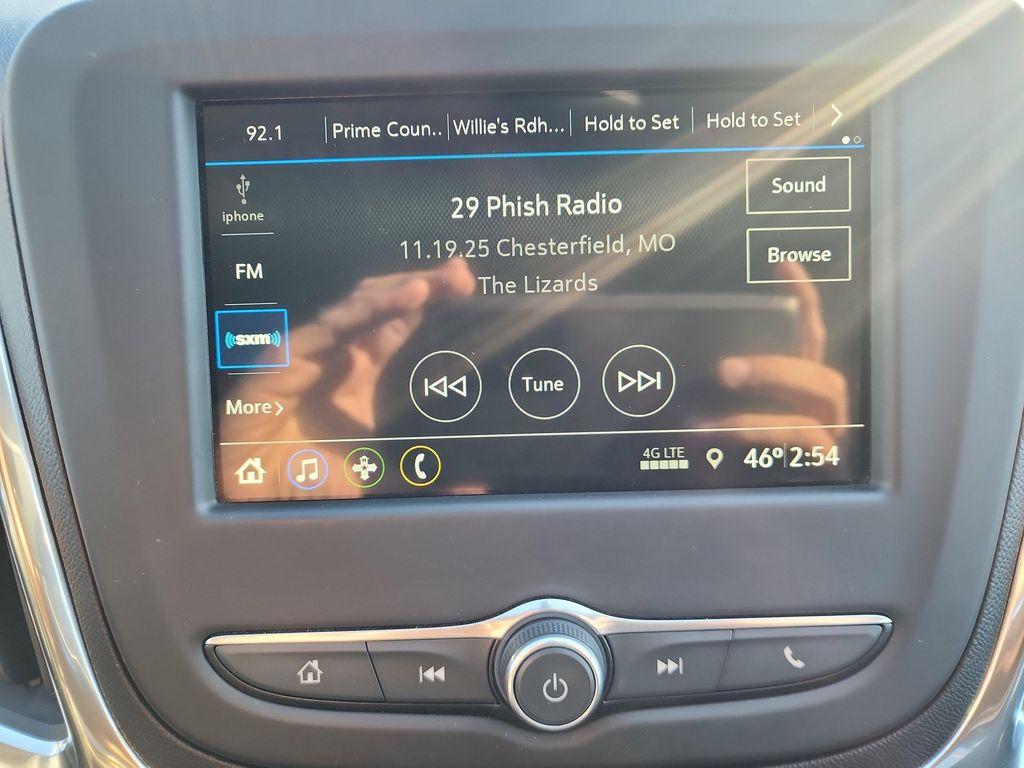 92.1 Prime Coun.. Willie's Rdh... Hold to Set Hold to Set
iphone
29 Phish Radio
Sound
11.19.25 Chesterfield, MO
Browse
FM
The Lizards
((sxm))
Tune
More
4G LTE
46° 2:54